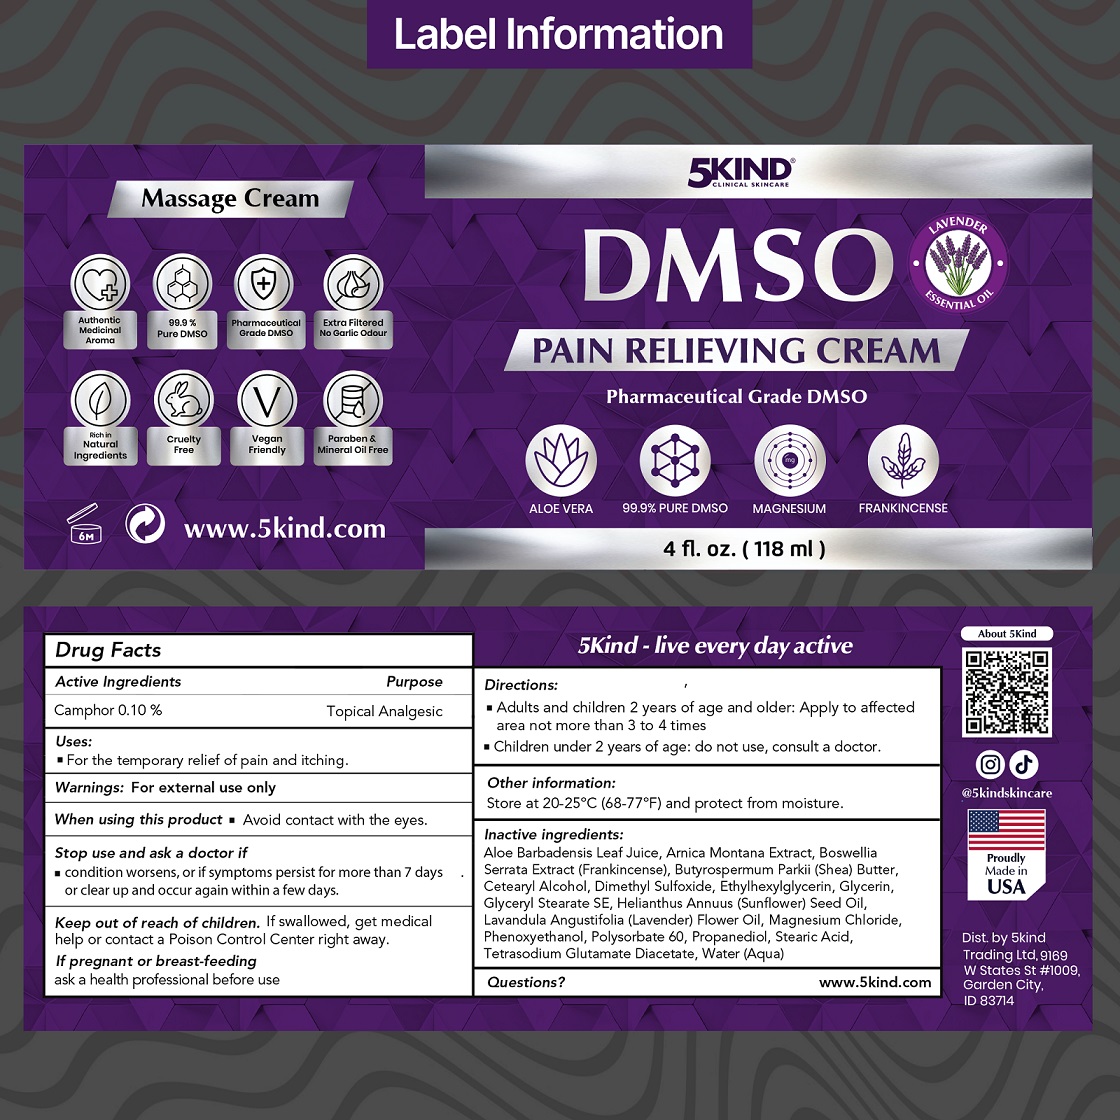 Label Information
Massage Cream
Authentic
Medicinal
Aroma
99.9 %
Pure DMSO
Pharmaceutical
Grade DMSO
Extra Filtered
No Garlic Odour
Rich in
Natural
Ingredients
Cruelty
Free
V
Vegan
Friendly
Paraben &
Mineral Oil Free
6M
www.5kind.com
5KIND®
CLINICAL SKINCARE
DMSO
LAVENDER
ESSENTIAL OIL
PAIN RELIEVING CREAM
Pharmaceutical Grade DMSO
mg
ALOE VERA
99.9% PURE DMSO
MAGNESIUM
FRANKINCENSE
4 fl. oz. ( 118 ml )
Drug Facts
Active Ingredients Purpose
Camphor 0.10 % Topical Analgesic
Uses:
▪ For the temporary relief of pain and itching.
Warnings: For external use only
When using this product ▪ Avoid contact with the eyes.
Stop use and ask a doctor if
▪ condition worsens, or if symptoms persist for more than 7 days .
or clear up and occur again within a few days.
Keep out of reach of children. If swallowed, get medical
help or contact a Poison Control Center right away.
If pregnant or breast-feeding
ask a health professional before use
5Kind - live every day active
Directions: ,
▪ Adults and children 2 years of age and older: Apply to affected
area not more than 3 to 4 times
▪ Children under 2 years of age: do not use, consult a doctor.
Other information:
Store at 20-25°C (68-77°F) and protect from moisture.
Inactive ingredients:
Aloe Barbadensis Leaf Juice, Arnica Montana Extract, Boswellia
Serrata Extract (Frankincense), Butyrospermum Parkii (Shea) Butter,
Cetearyl Alcohol, Dimethyl Sulfoxide, Ethylhexylglycerin, Glycerin,
Glyceryl Stearate SE, Helianthus Annuus (Sunflower) Seed Oil,
Lavandula Angustifolia (Lavender) Flower Oil, Magnesium Chloride,
Phenoxyethanol, Polysorbate 60, Propanediol, Stearic Acid,
Tetrasodium Glutamate Diacetate, Water (Aqua)
Questions? www.5kind.com
About 5Kind
@5kindskincare
Proudly
Made in
USA
Dist. by 5kind
Trading Ltd, 9169
W States St #1009,
Garden City,
ID 83714